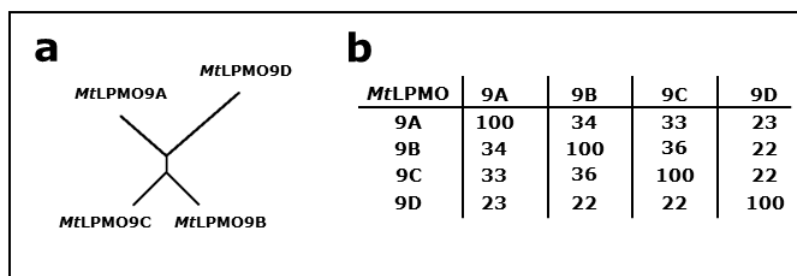 a
MtLPMO9D
MtLPMO9A
MtLPMO9C MtLPMO9B
b
MtLPMO 9A 9B 9C 9D
9A 100 34 33 23
9B 34 100 36 22
9C 33 36 100 22
9D 23 22 22 100